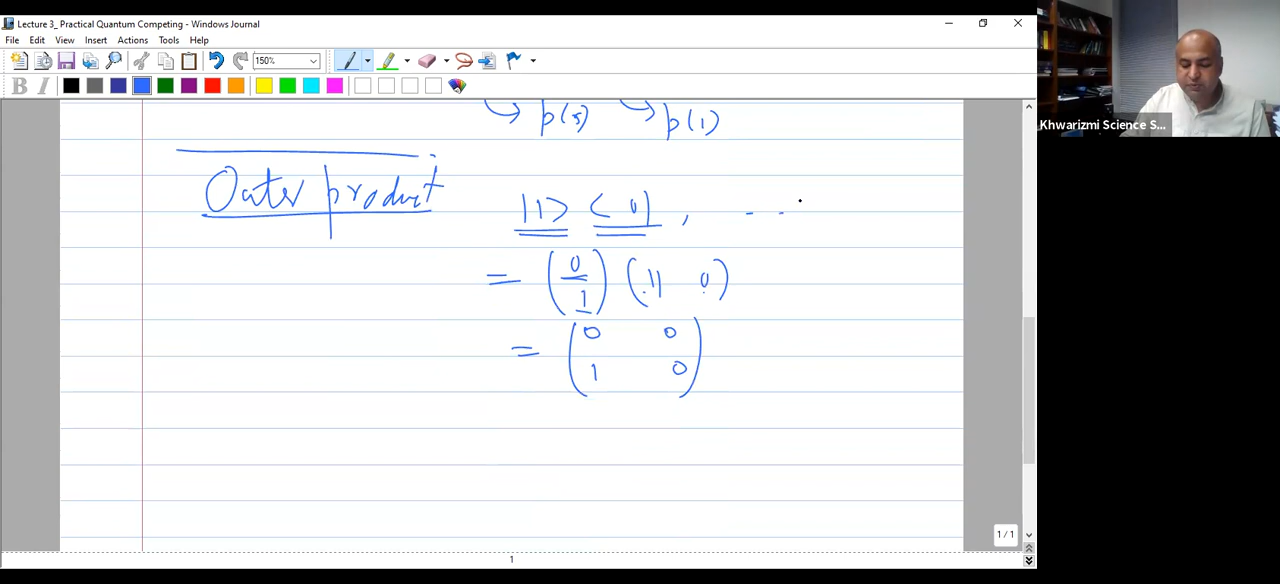 Lecture 3_ Practical Quantum Competing - Windows Journal
File Edit View Insert Actions Tools Help
150%
B I
Khwarizmi Science S...
p(s) p(1)
Outer product
|1> <0|, - - -
= (0 1) (1 0)
= (0 0
1 0)
1 / 1
1